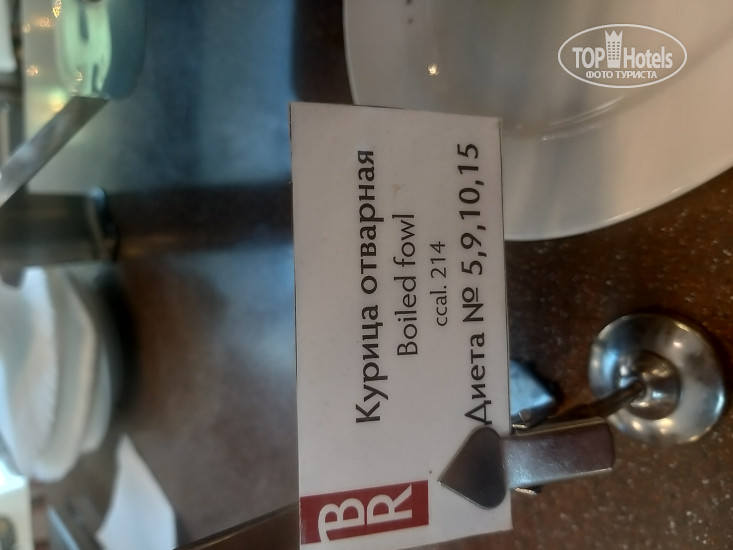 TOP Hotels
ФОТО ТУРИСТА
Курица отварная
Boiled fowl
ccal. 214
Диета № 5,9,10,15
BR